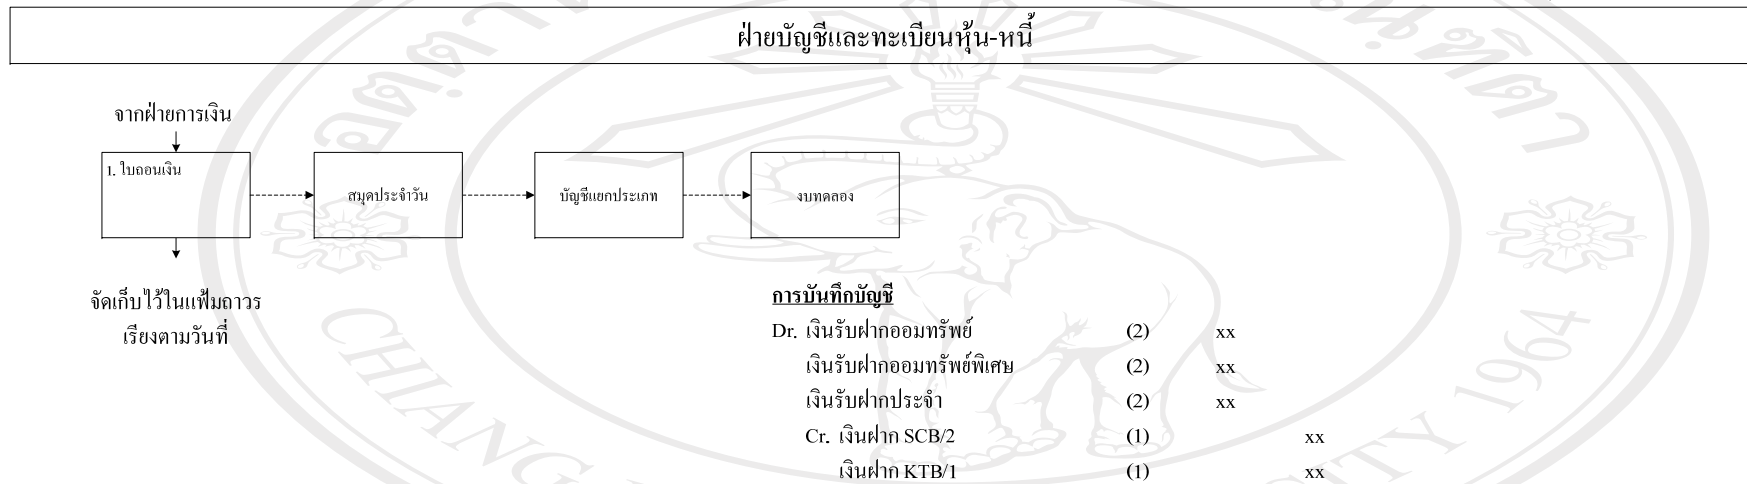 ฝ่ายบัญชีและทะเบียนหุ้น-หนี้
จากฝ่ายการเงิน
1. ใบถอนเงิน
สมุดประจำวัน
บัญชีแยกประเภท
งบทดลอง
จัดเก็บไว้ในแฟ้มถาวร
เรียงตามวันที่
การบันทึกบัญชี
Dr. เงินรับฝากออมทรัพย์ (2) xx
เงินรับฝากออมทรัพย์พิเศษ (2) xx
เงินรับฝากประจำ (2) xx
Cr. เงินฝาก SCB/2 (1) xx
เงินฝาก KTB/1 (1) xx
CHIANG
1964